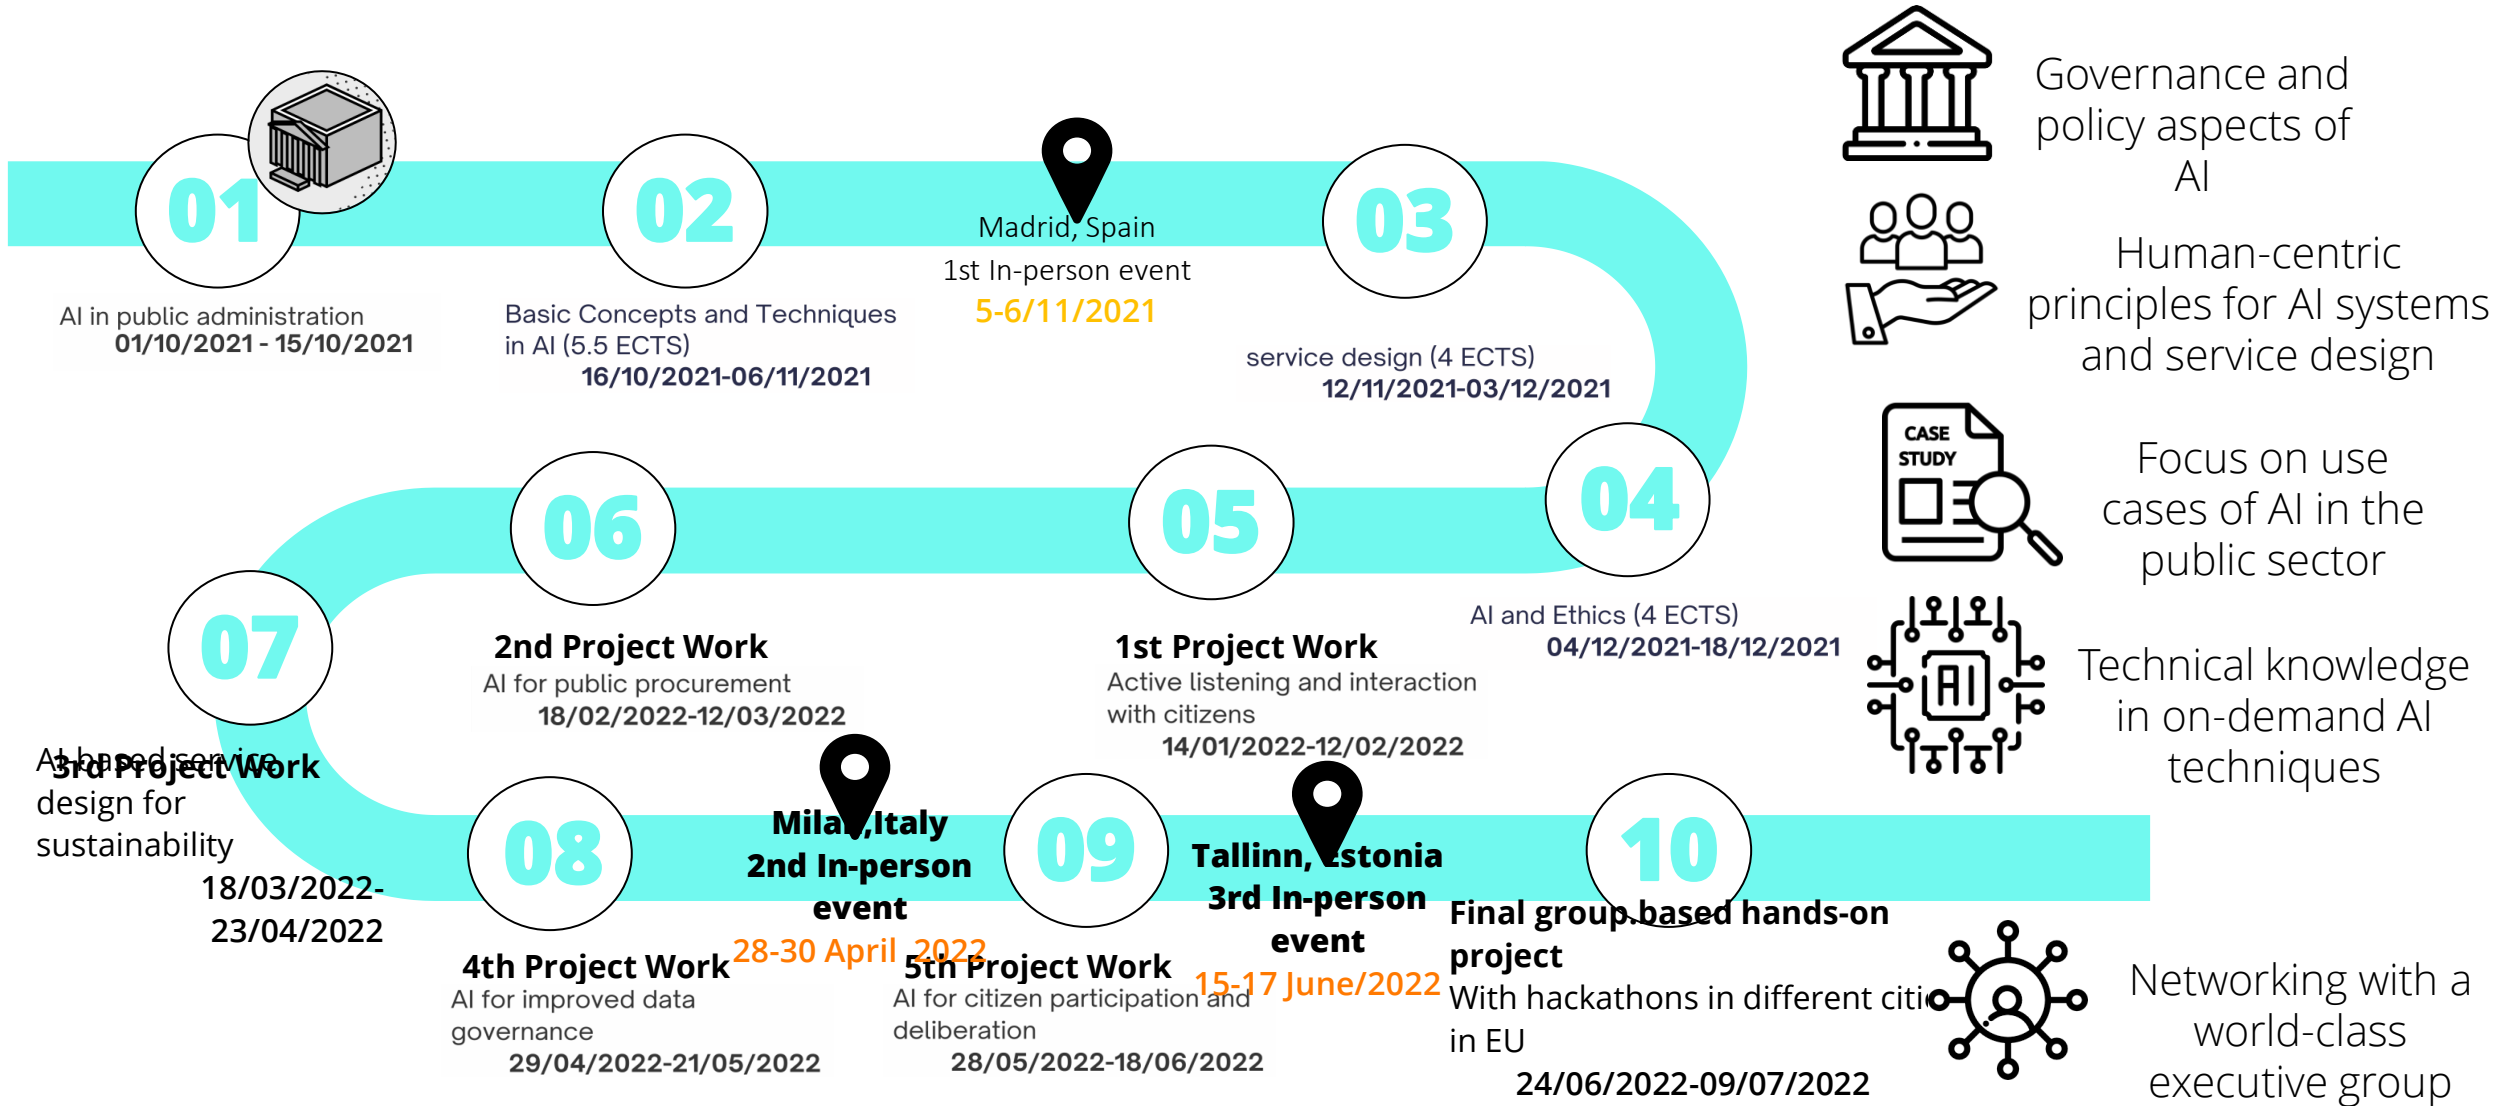 01
AI in public administration
01/10/2021 - 15/10/2021
02
Basic Concepts and Techniques
in AI (5.5 ECTS)
16/10/2021-06/11/2021
Madrid, Spain
1st In-person event
5-6/11/2021
03
service design (4 ECTS)
12/11/2021-03/12/2021
04
AI and Ethics (4 ECTS)
04/12/2021-18/12/2021
05
1st Project Work
Active listening and interaction
with citizens
14/01/2022-12/02/2022
06
2nd Project Work
AI for public procurement
18/02/2022-12/03/2022
07
3rd Project Work
AI-based service
design for
sustainability
18/03/2022-
23/04/2022
08
4th Project Work
AI for improved data
governance
29/04/2022-21/05/2022
Milan,Italy
2nd In-person
event
28-30 April 2022
09
5th Project Work
AI for citizen participation and
deliberation
28/05/2022-18/06/2022
Tallinn, Estonia
3rd In-person
event
15-17 June/2022
10
Final group.based hands-on
project
With hackathons in different
in EU
24/06/2022-09/07/2022
Governance and
policy aspects of
AI
Human-centric
principles for AI systems
and service design
CASE
STUDY
Focus on use
cases of AI in the
public sector
AI
Technical knowledge
in on-demand AI
techniques
Networking with a
world-class
executive group